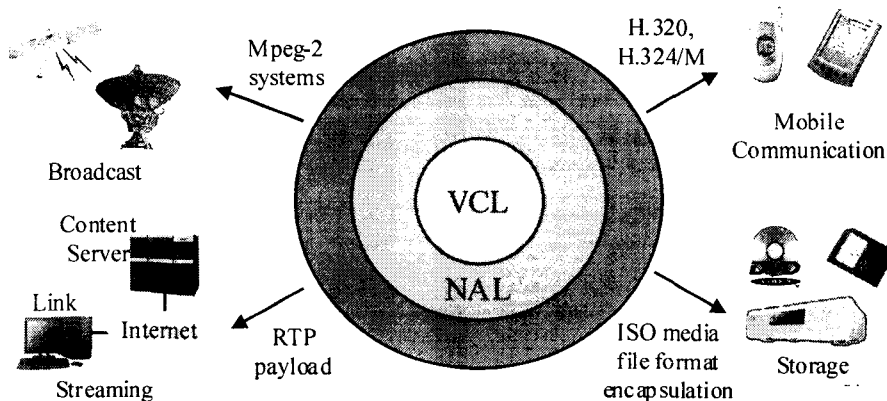 Mpeg-2
systems
H.320,
H.324/M
Broadcast
Mobile
Communication
VCL
NAL
Content
Server
Link
Internet
Streaming
RTP
payload
ISO media
file format
encapsulation
Storage